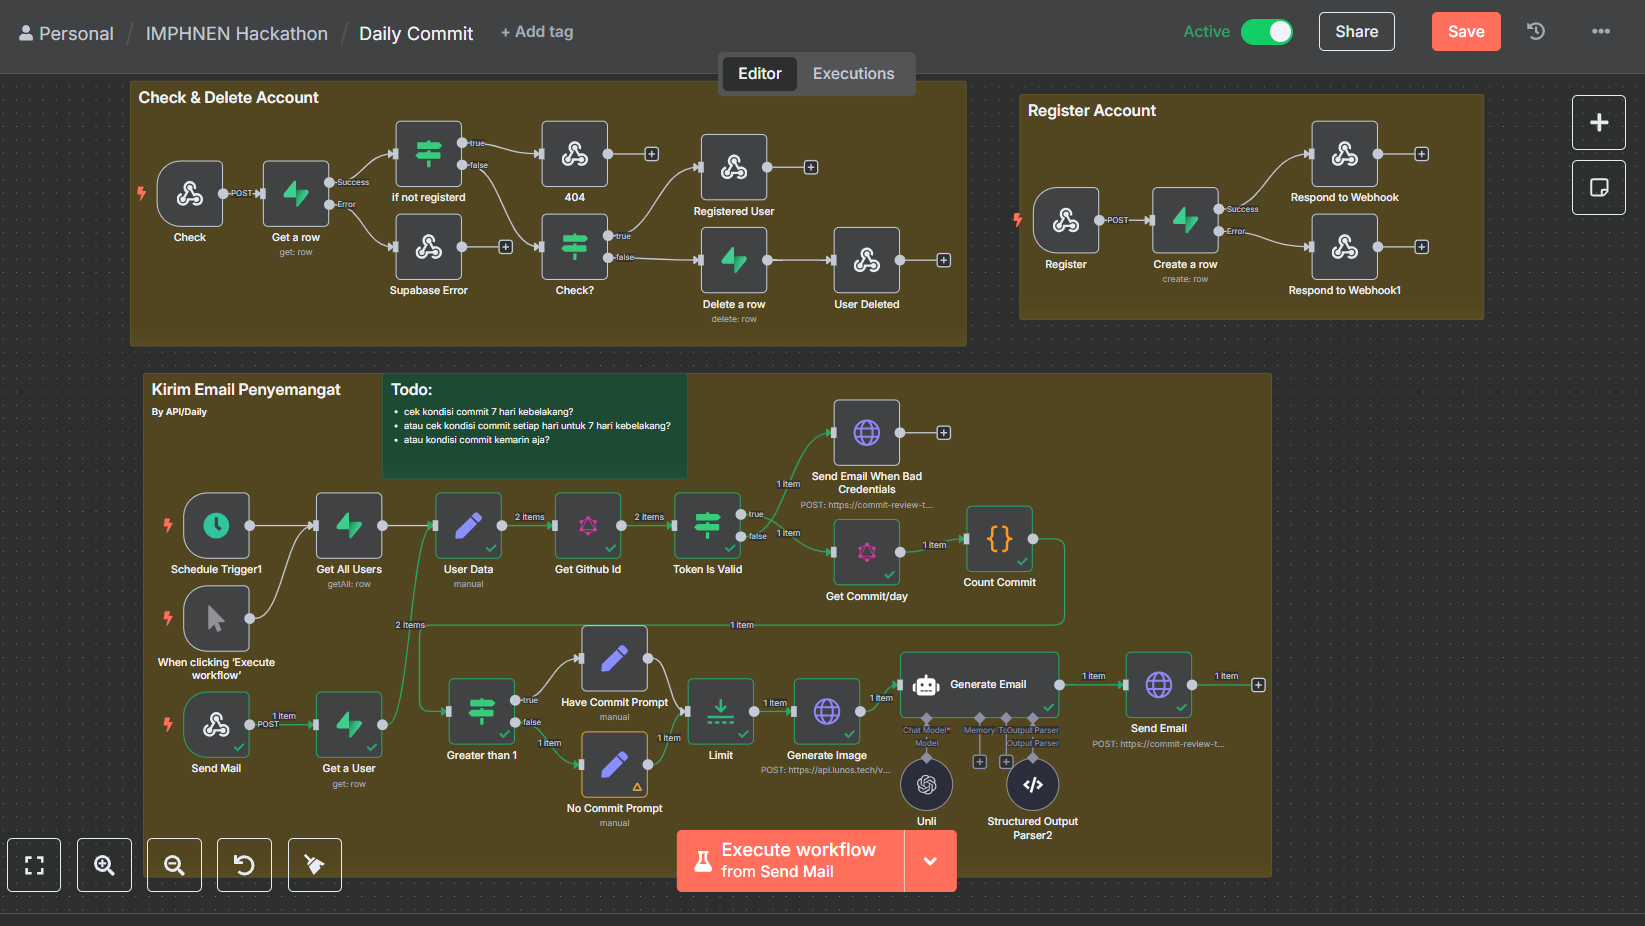 Personal / IMPHNEN Hackathon / Daily Commit + Add tag
Active
Share
Save
Editor
Executions
Check & Delete Account
Check
POST
Get a row
get: row
Success
Error
if not registerd
true
false
Supabase Error
404
Check?
true
false
Registered User
Delete a row
delete: row
User Deleted
Register Account
Register
POST
Create a row
create: row
Success
Error
Respond to Webhook
Respond to Webhook1
Kirim Email Penyemangat
By API/Daily
Todo:
• cek kondisi commit 7 hari kebelakang?
• atau cek kondisi commit setiap hari untuk 7 hari kebelakang?
• atau kondisi commit kemarin aja?
Schedule Trigger1
When clicking ‘Execute
workflow’
Get All Users
getAll: row
User Data
manual
2 items
Get Github Id
2 items
Token Is Valid
true
false
1 item
1 item
Send Email When Bad
Credentials
POST: https://commit-review-t...
Get Commit/day
1 item
Count Commit
2 items
1 item
Send Mail
POST
1 item
Get a User
get: row
Greater than 1
true
false
1 item
Have Commit Prompt
manual
No Commit Prompt
manual
1 item
Limit
1 item
Generate Image
POST: https://api.lunos.tech/v...
1 item
Generate Email
Chat Model*
Model
Memory
To
Output Parser
Output Parser
Unli
Structured Output
Parser2
1 item
Send Email
POST: https://commit-review-t...
1 item
Execute workflow
from Send Mail